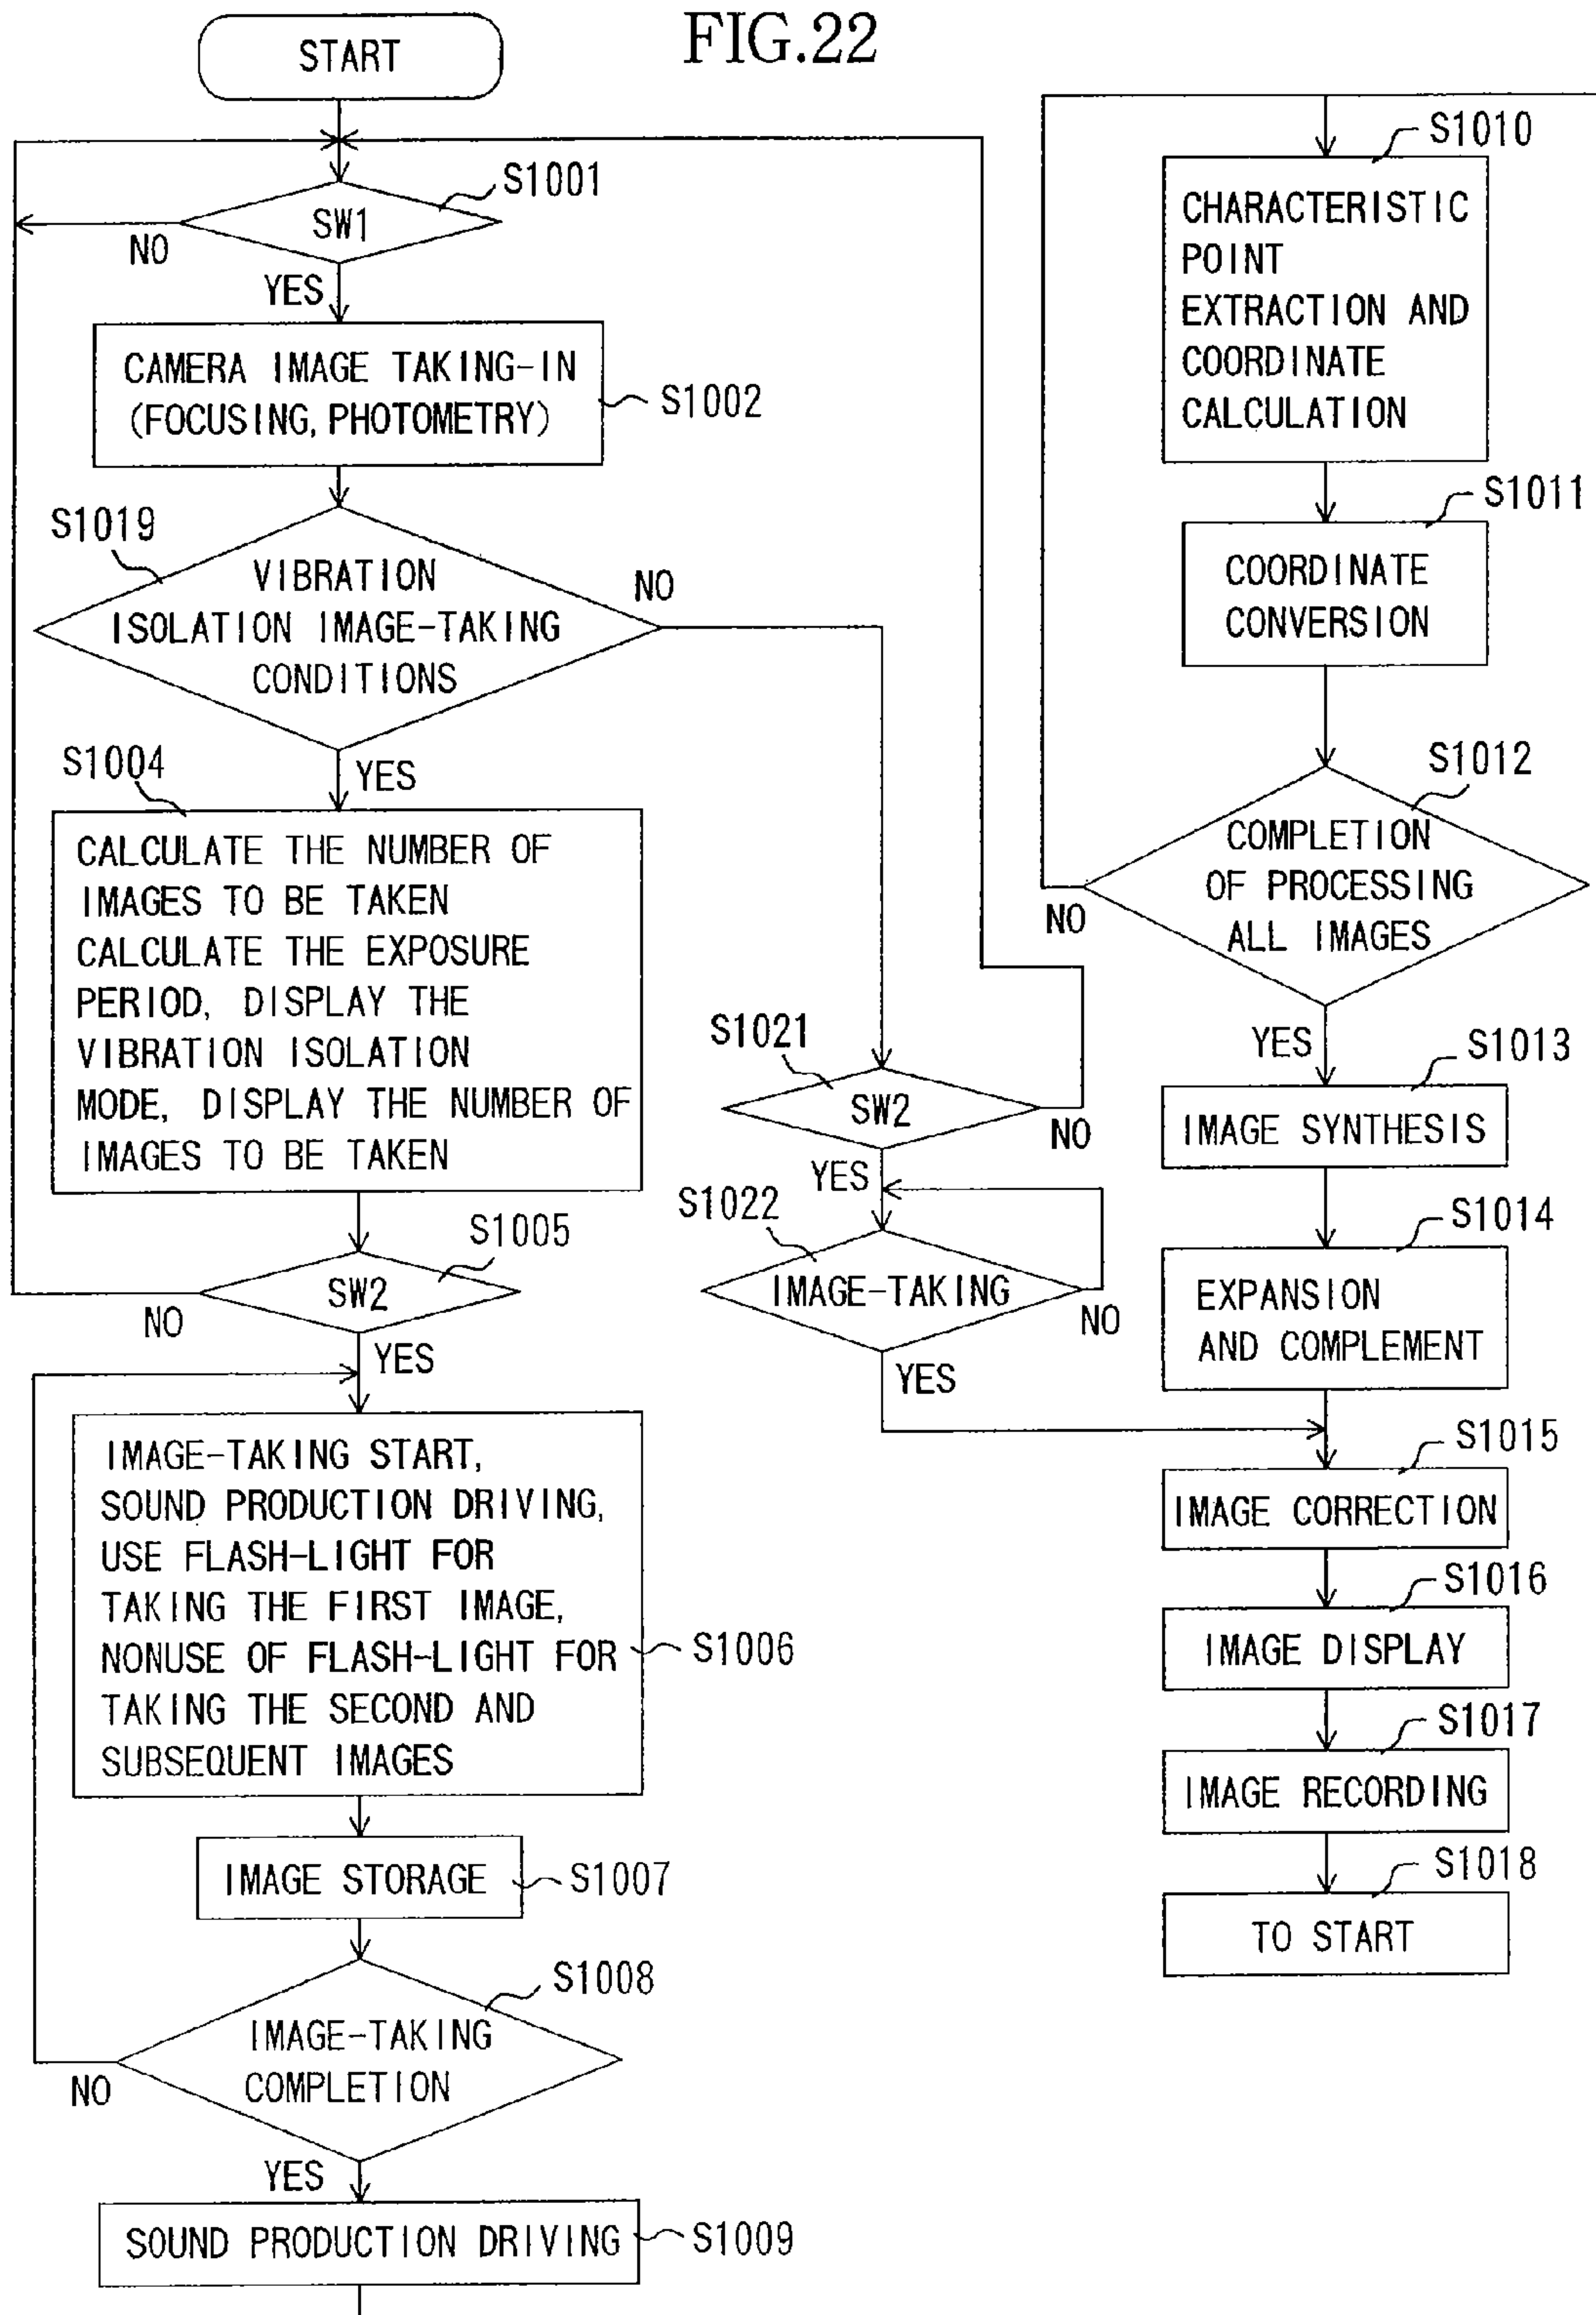 FIG.22
START
S1001
SW1
NO
YES
CAMERA IMAGE TAKING-IN
(FOCUSING, PHOTOMETRY)
S1002
S1019
VIBRATION
ISOLATION IMAGE-TAKING
CONDITIONS
NO
YES
S1004
CALCULATE THE NUMBER OF
IMAGES TO BE TAKEN
CALCULATE THE EXPOSURE
PERIOD, DISPLAY THE
VIBRATION ISOLATION
MODE, DISPLAY THE NUMBER OF
IMAGES TO BE TAKEN
S1005
SW2
NO
YES
IMAGE-TAKING START,
SOUND PRODUCTION DRIVING,
USE FLASH-LIGHT FOR
TAKING THE FIRST IMAGE,
NONUSE OF FLASH-LIGHT FOR
TAKING THE SECOND AND
SUBSEQUENT IMAGES
S1006
IMAGE STORAGE
S1007
S1008
IMAGE-TAKING
COMPLETION
NO
YES
SOUND PRODUCTION DRIVING
S1009
S1021
SW2
NO
YES
S1022
IMAGE-TAKING
NO
YES
S1010
CHARACTERISTIC
POINT
EXTRACTION AND
COORDINATE
CALCULATION
S1011
COORDINATE
CONVERSION
S1012
COMPLETION
OF PROCESSING
ALL IMAGES
NO
YES
S1013
IMAGE SYNTHESIS
S1014
EXPANSION
AND COMPLEMENT
S1015
IMAGE CORRECTION
S1016
IMAGE DISPLAY
S1017
IMAGE RECORDING
S1018
TO START